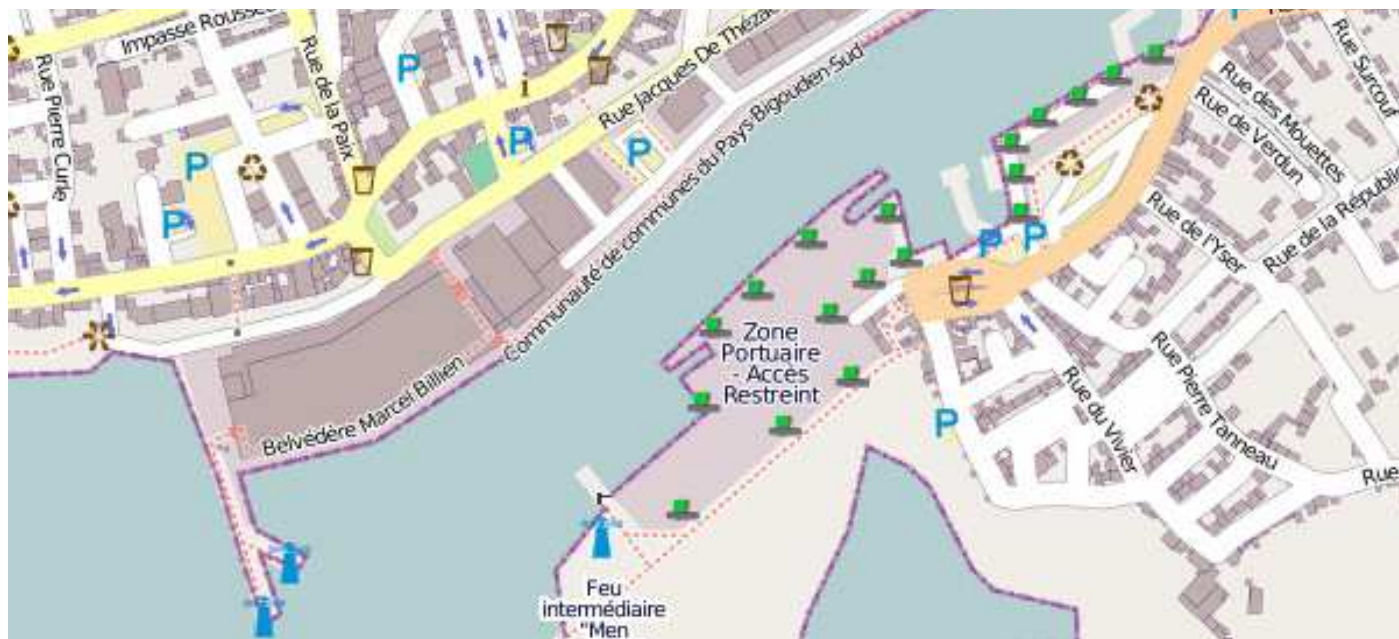 Impasse Rousse
Rue de la Paix
Rue Pierre Curie
Rue Jacques De Théza
Communauté de communes du Pays Bigouden Sud
Belvédère Marcel Billien
Rue Surcouf
Rue des Mouettes
Rue de Verdun
Rue de la Républi
Rue de l'Yser
Rue Pierre Tanneau
Rue du Vivier
Rue
Zone
Portuaire
- Accès
Restreint
Feu
intermédiaire
"Men
P
P
P
P
P
P
P
P
i